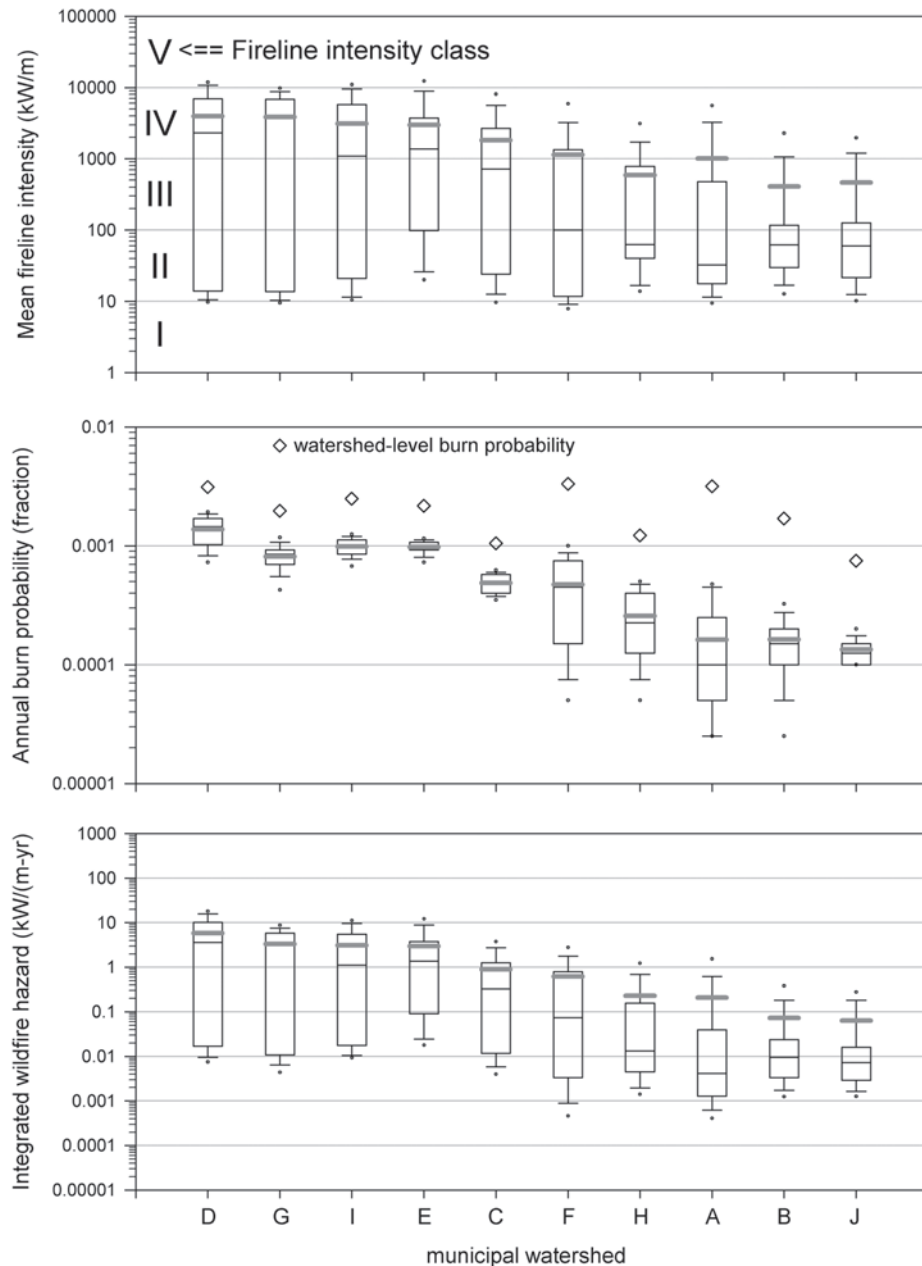 Mean fireline intensity (kW/m)
100000
10000
1000
100
10
1
V <== Fireline intensity class
IV
III
II
I
D G I E C F H A B J
Annual burn probability (fraction)
0.01
0.001
0.0001
0.00001
◇ watershed-level burn probability
D G I E C F H A B J
Integrated wildfire hazard (kW/(m-yr)
1000
100
10
1
0.1
0.01
0.001
0.0001
0.00001
D G I E C F H A B J
municipal watershed